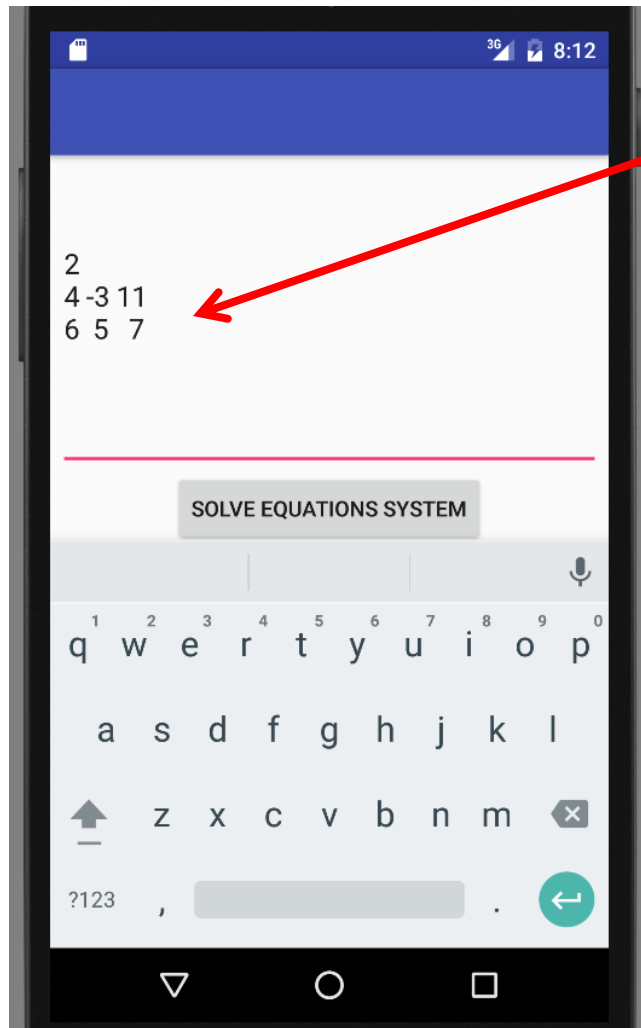 3G 8:12
2
4 -3 11
6 5 7
SOLVE EQUATIONS SYSTEM
1 2 3 4 5 6 7 8 9 0
q w e r t y u i o p
a s d f g h j k l
z x c v b n m
?123 , .